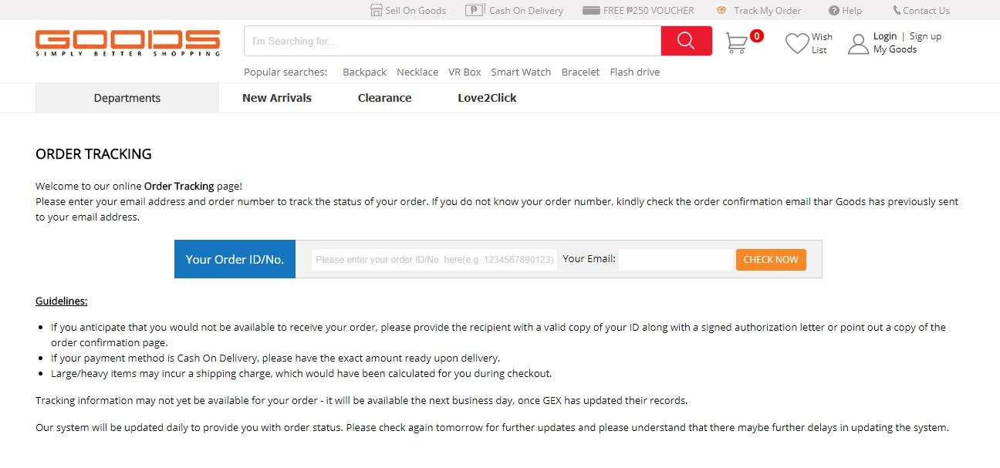 Sell On Goods Cash On Delivery FREE ₱250 VOUCHER Track My Order Help Contact Us
GOODS
SIMPLY BETTER SHOPPING
I'm Searching for...
0
Wish
List
Login | Sign up
My Goods
Popular searches: Backpack Necklace VR Box Smart Watch Bracelet Flash drive
Departments New Arrivals Clearance Love2Click
ORDER TRACKING
Welcome to our online Order Tracking page!
Please enter your email address and order number to track the status of your order. If you do not know your order number, kindly check the order confirmation email thar Goods has previously sent
to your email address.
Your Order ID/No. Please enter your order ID/No. here(e.g. 1234567890123) Your Email: CHECK NOW
Guidelines:
• If you anticipate that you would not be available to receive your order, please provide the recipient with a valid copy of your ID along with a signed authorization letter or point out a copy of the
order confirmation page.
• If your payment method is Cash On Delivery, please have the exact amount ready upon delivery.
• Large/heavy items may incur a shipping charge, which would have been calculated for you during checkout.
Tracking information may not yet be available for your order - it will be available the next business day, once GEX has updated their records.
Our system will be updated daily to provide you with order status. Please check again tomorrow for further updates and please understand that there maybe further delays in updating the system.